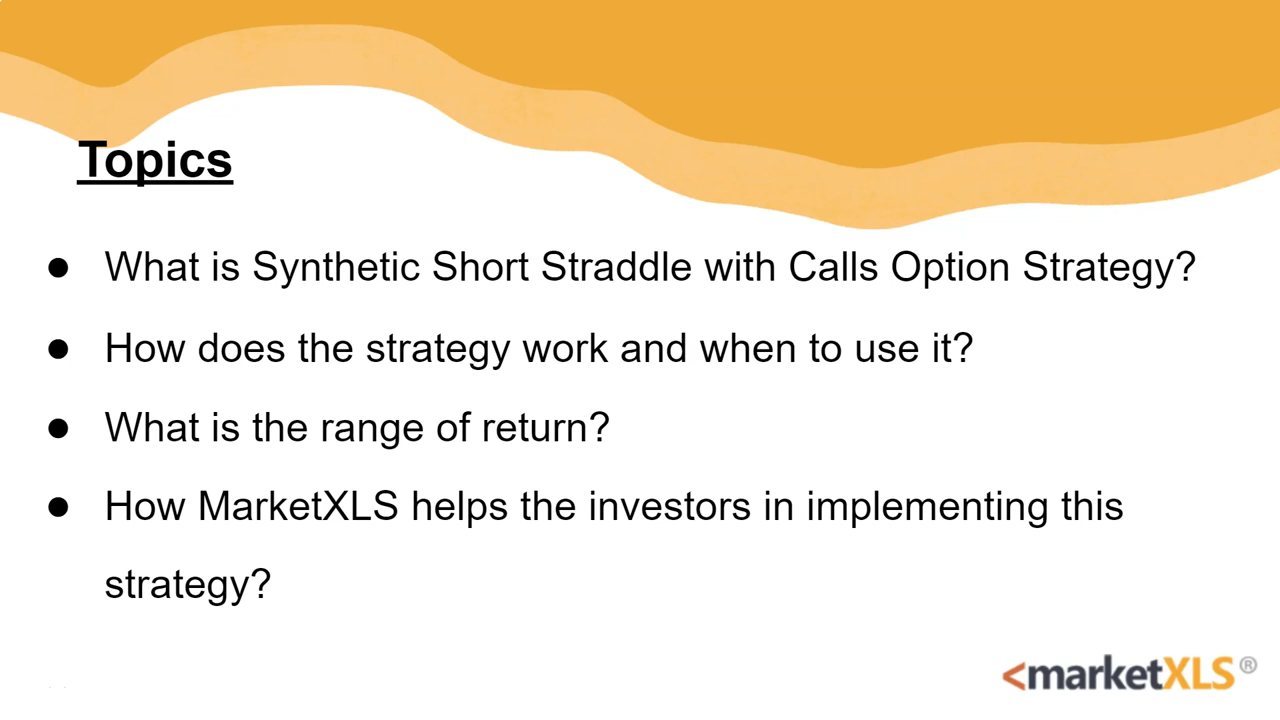 Topics
● What is Synthetic Short Straddle with Calls Option Strategy?
● How does the strategy work and when to use it?
● What is the range of return?
● How MarketXLS helps the investors in implementing this
strategy?
<marketXLS®